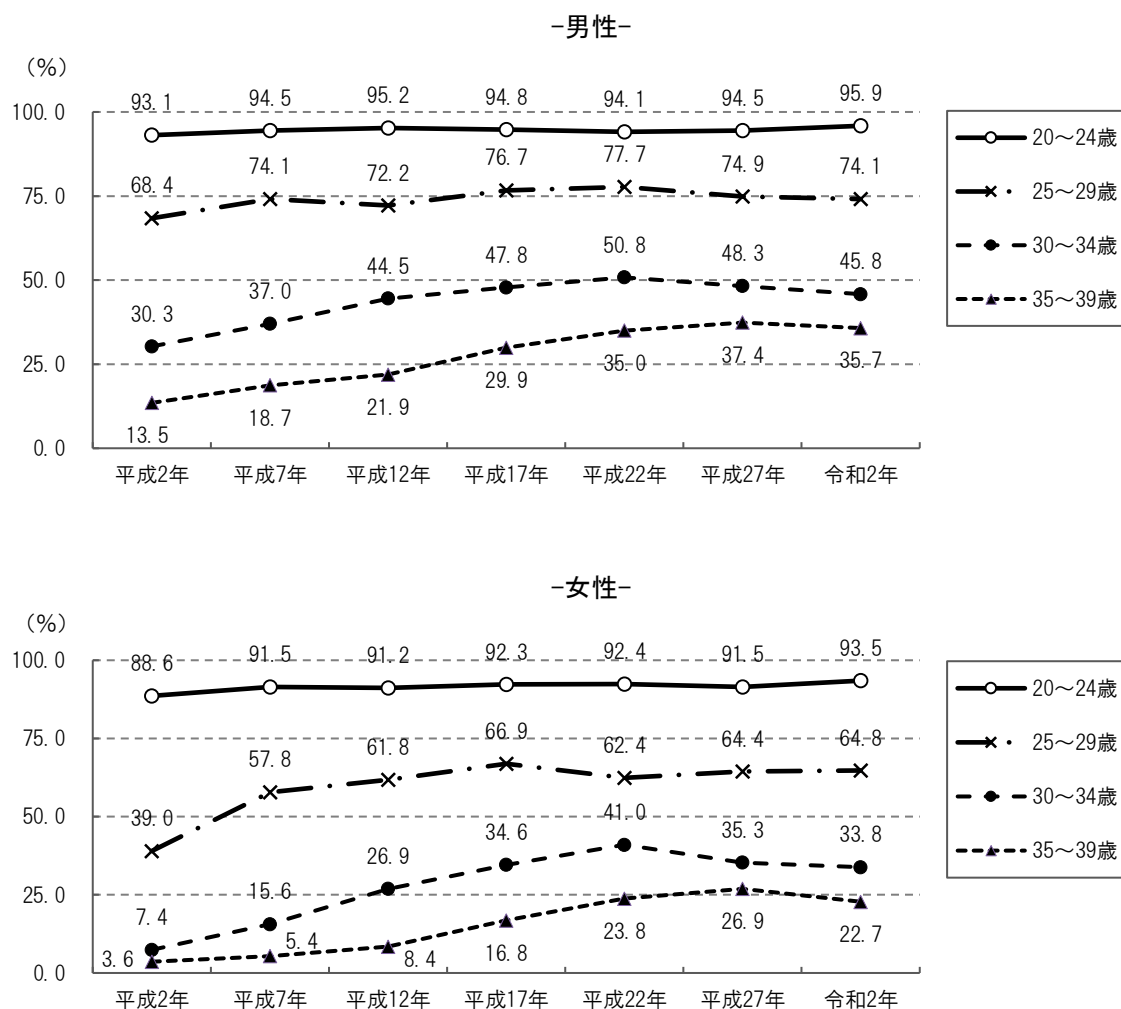 −男性−
（%）
93.1 94.5 95.2 94.8 94.1 94.5 95.9
100.0
68.4 74.1 72.2 76.7 77.7 74.9 74.1
75.0
30.3 37.0 44.5 47.8 50.8 48.3 45.8
50.0
13.5 18.7 21.9 29.9 35.0 37.4 35.7
25.0
0.0
平成2年 平成7年 平成12年 平成17年 平成22年 平成27年 令和2年
20～24歳
25～29歳
30～34歳
35～39歳
−女性−
（%）
88.6 91.5 91.2 92.3 92.4 91.5 93.5
100.0
39.0 57.8 61.8 66.9 62.4 64.4 64.8
75.0
7.4 15.6 26.9 34.6 41.0 35.3 33.8
50.0
3.6 5.4 8.4 16.8 23.8 26.9 22.7
25.0
0.0
平成2年 平成7年 平成12年 平成17年 平成22年 平成27年 令和2年
20～24歳
25～29歳
30～34歳
35～39歳